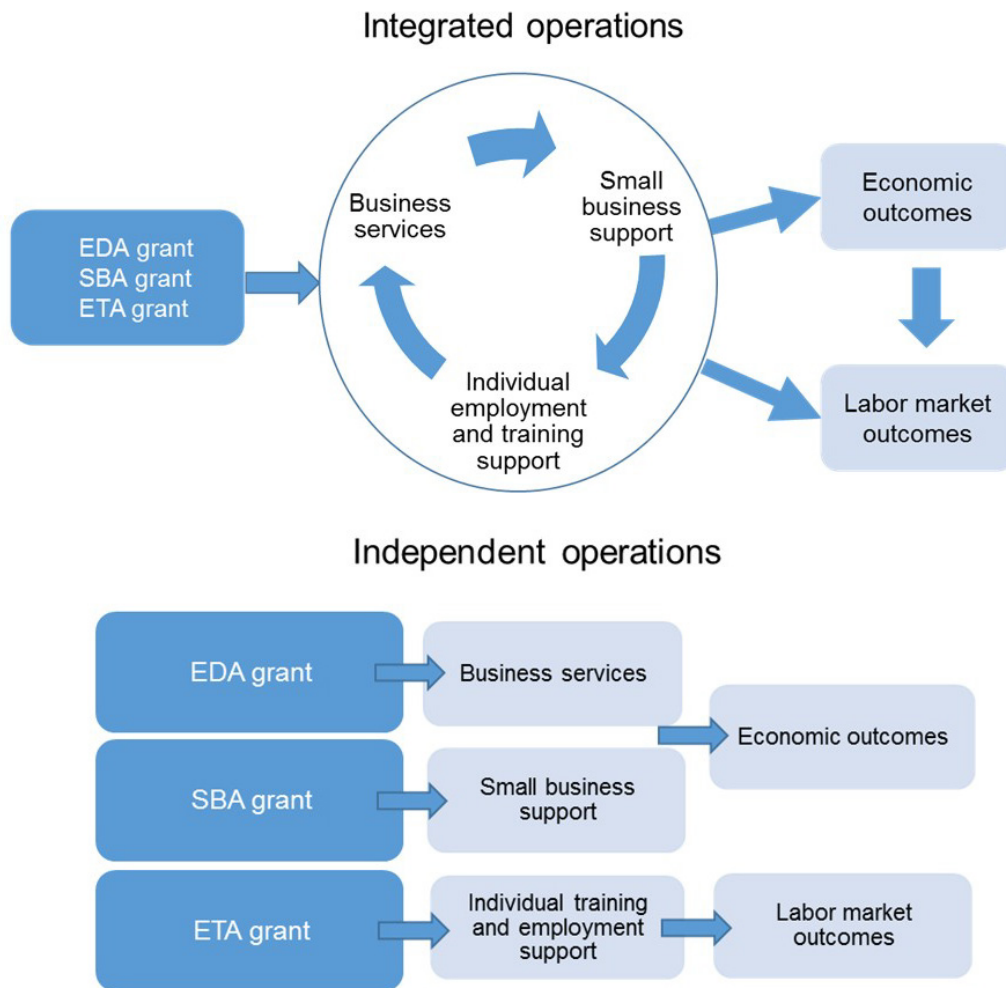 Integrated operations
EDA grant
SBA grant
ETA grant
Business
services
Small
business
support
Individual
employment
and training
support
Economic
outcomes
Labor market
outcomes
Independent operations
EDA grant
Business services
Economic outcomes
SBA grant
Small business
support
ETA grant
Individual training
and employment
support
Labor market
outcomes